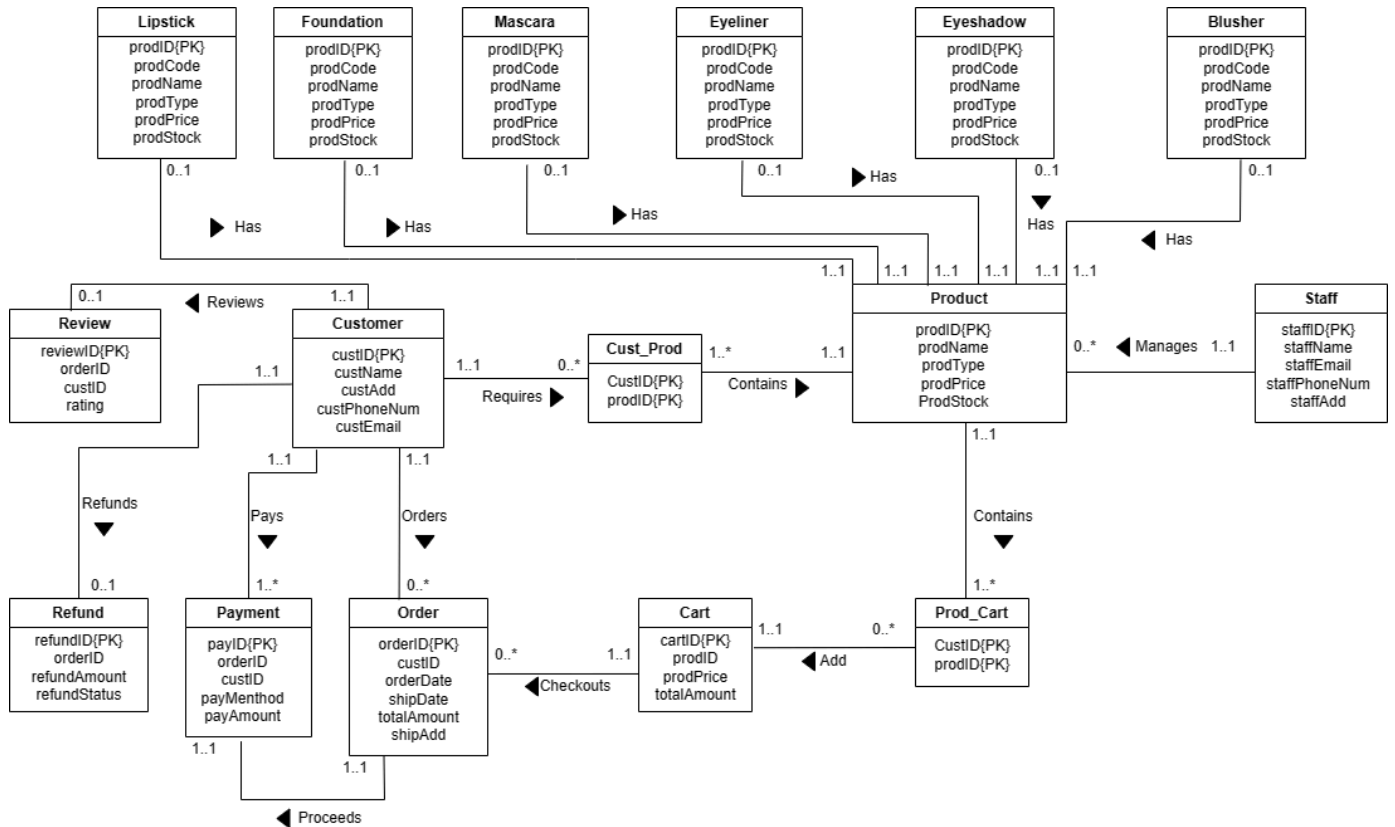 Lipstick
prodID{PK}
prodCode
prodName
prodType
prodPrice
prodStock
Foundation
prodID{PK}
prodCode
prodName
prodType
prodPrice
prodStock
Mascara
prodID{PK}
prodCode
prodName
prodType
prodPrice
prodStock
Eyeliner
prodID{PK}
prodCode
prodName
prodType
prodPrice
prodStock
Eyeshadow
prodID{PK}
prodCode
prodName
prodType
prodPrice
prodStock
Blusher
prodID{PK}
prodCode
prodName
prodType
prodPrice
prodStock
0..1
0..1
0..1
0..1
0..1
0..1
Has
Has
Has
Has
Has
Has
1..1
1..1
1..1
1..1
1..1
1..1
0..1
Reviews
1..1
Review
reviewID{PK}
orderID
custID
rating
Customer
custID{PK}
custName
custAdd
custPhoneNum
custEmail
1..1
0..*
Requires
Cust_Prod
CustID{PK}
prodID{PK}
1..*
1..1
Contains
Product
prodID{PK}
prodName
prodType
prodPrice
ProdStock
0..*
Manages
1..1
Staff
staffID{PK}
staffName
staffEmail
staffPhoneNum
staffAdd
1..1
1..1
1..1
1..1
Refunds
Pays
Orders
Contains
0..1
1..*
0..*
1..*
Refund
refundID{PK}
orderID
refundAmount
refundStatus
Payment
payID{PK}
orderID
custID
payMenthod
payAmount
Order
orderID{PK}
custID
orderDate
shipDate
totalAmount
shipAdd
0..*
1..1
Checkouts
Cart
cartID{PK}
prodID
prodPrice
totalAmount
1..1
0..*
Add
Prod_Cart
CustID{PK}
prodID{PK}
1..1
1..1
Proceeds